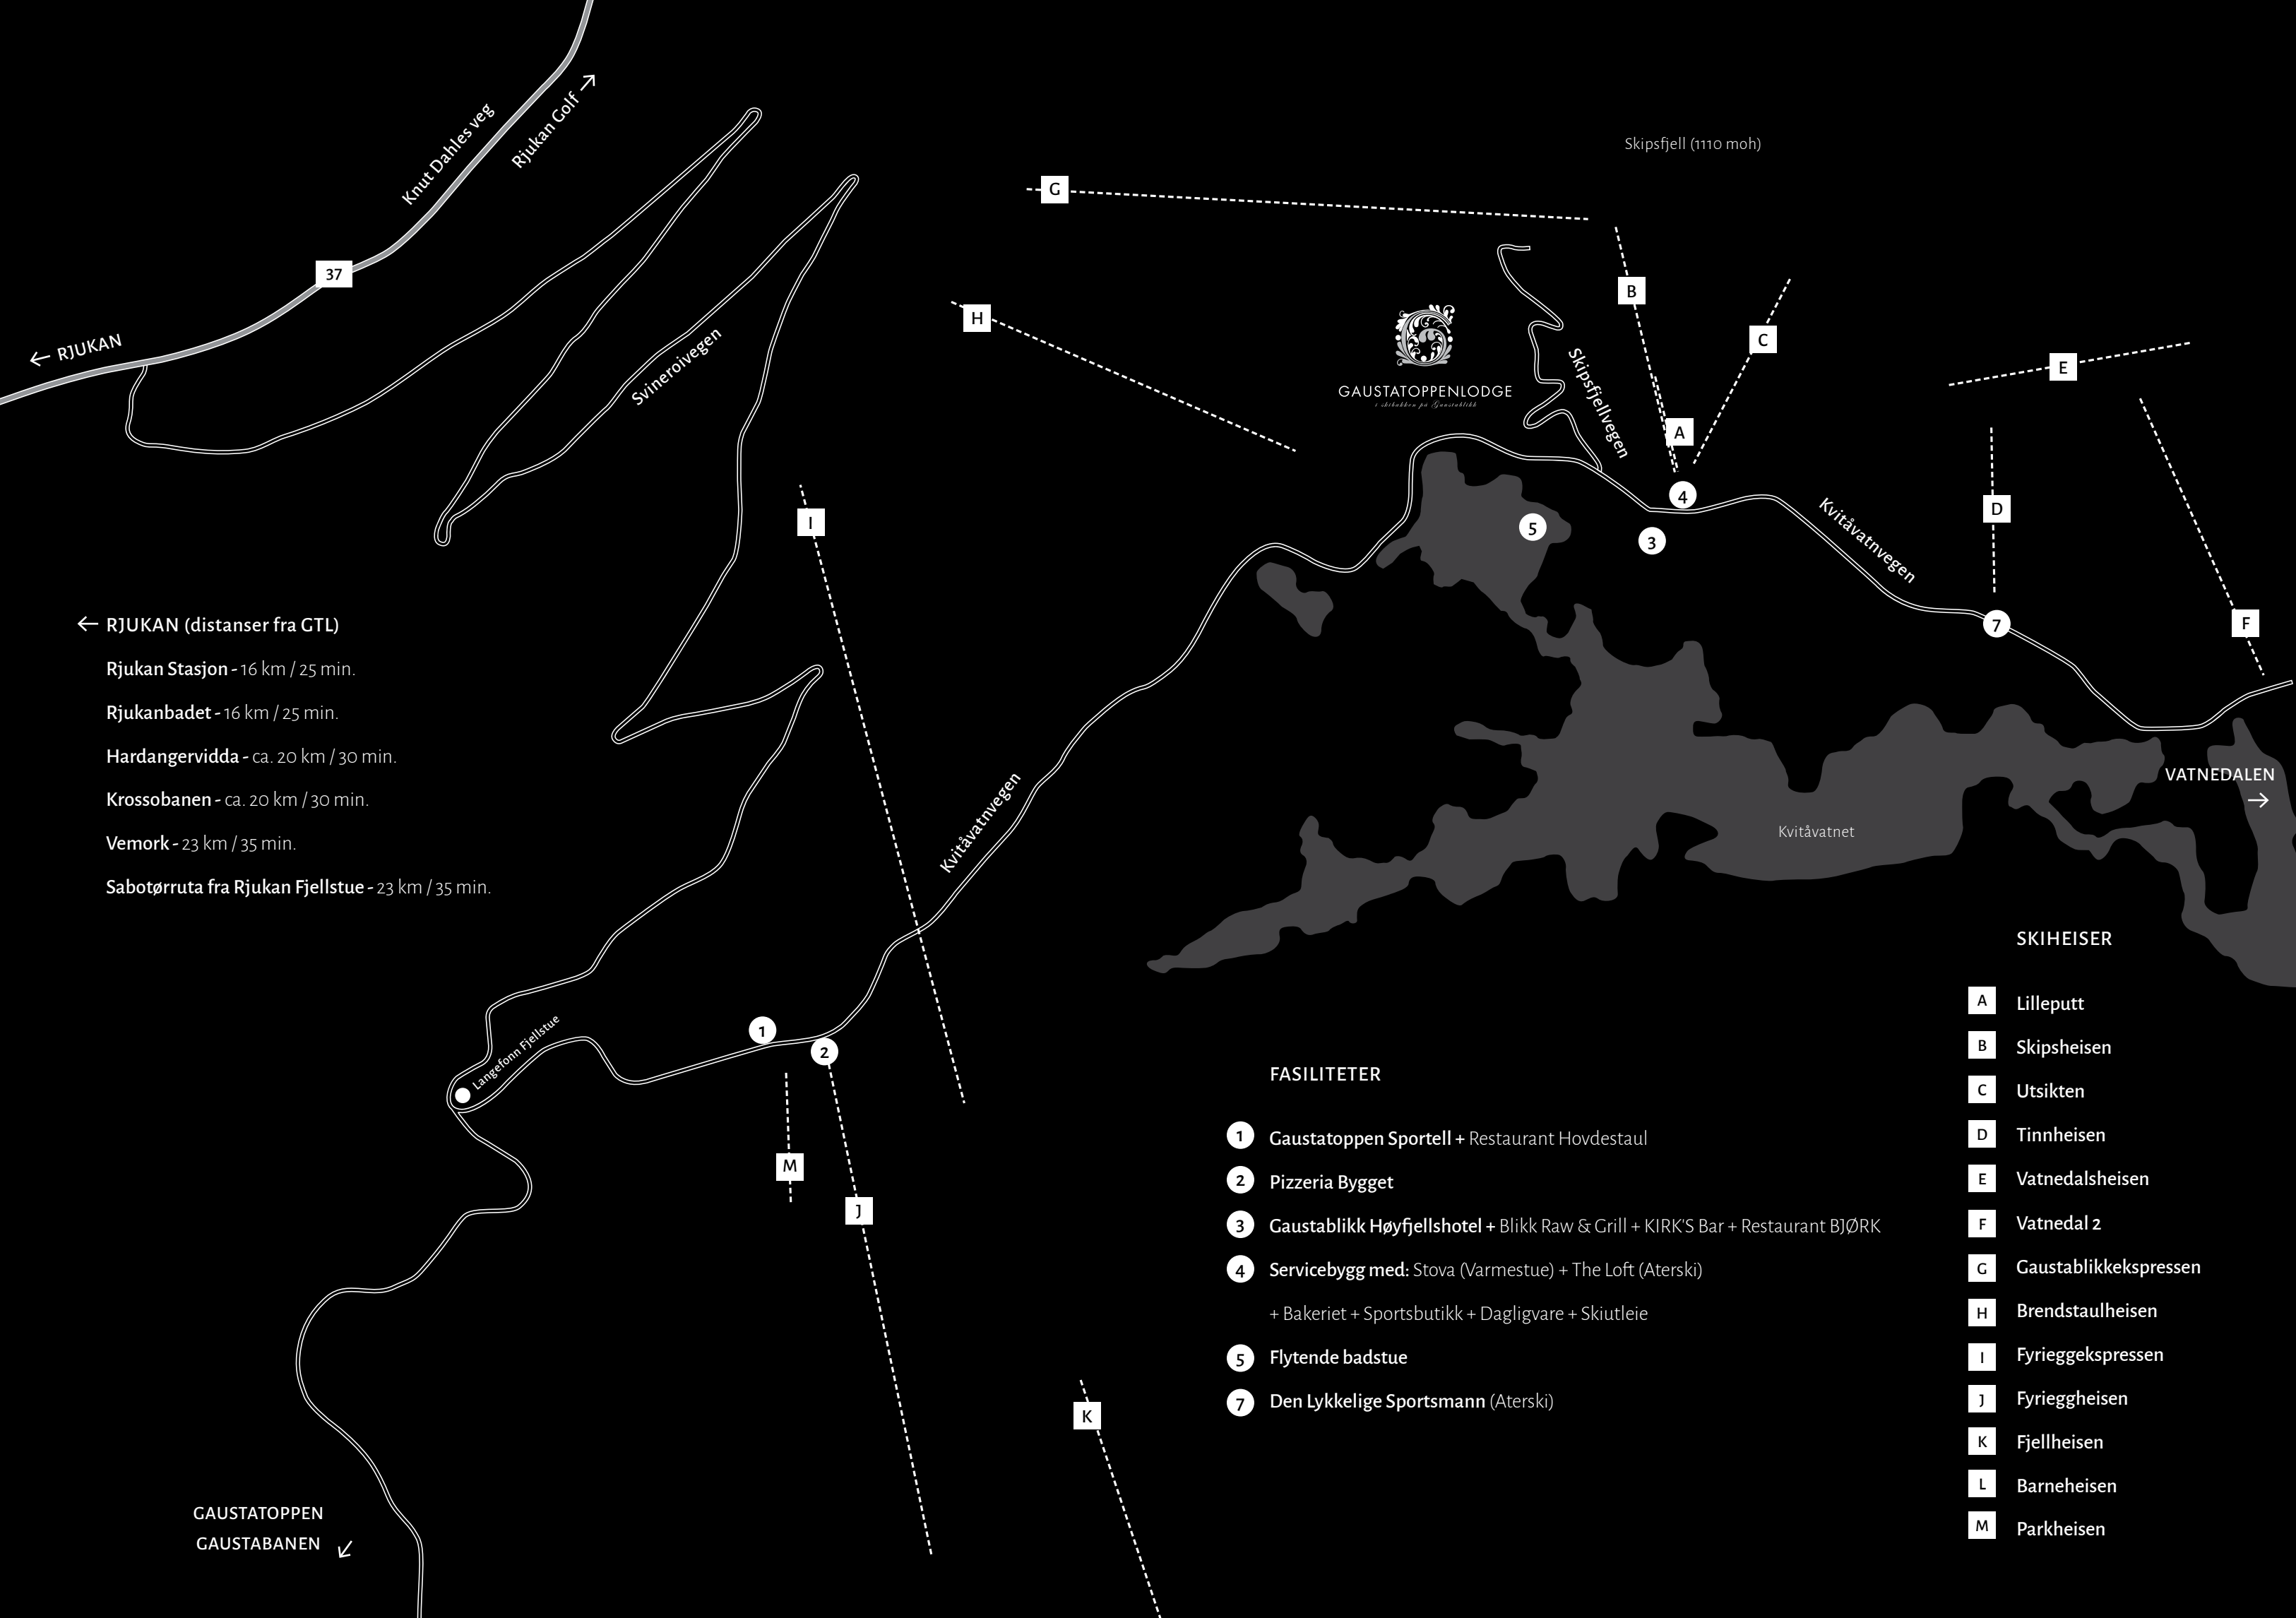 Knut Dahles veg
Rjukan Golf ↗
37
← RJUKAN
Svineroivegen
Skipsfjell (1110 moh)
G
H
B
C
A
E
D
F
I
GAUSTATOPPENLODGE
i skibakken på Gaustablikk
Skipsfjellvegen
4
5
3
7
Kvitåvatnvegen
← RJUKAN (distanser fra GTL)
Rjukan Stasjon - 16 km / 25 min.
Rjukanbadet - 16 km / 25 min.
Hardangervidda - ca. 20 km / 30 min.
Krossobanen - ca. 20 km / 30 min.
Vemork - 23 km / 35 min.
Sabotørruta fra Rjukan Fjellstue - 23 km / 35 min.
Kvitåvatnvegen
Kvitåvatnet
VATNEDALEN
→
Langefonn Fjellstue
1
2
M
J
K
GAUSTATOPPEN
GAUSTABANEN ↙
FASILITETER
1 Gaustatoppen Sportell + Restaurant Hovdestaul
2 Pizzeria Bygget
3 Gaustablikk Høyfjellshotel + Blikk Raw & Grill + KIRK'S Bar + Restaurant BJØRK
4 Servicebygg med: Stova (Varmestue) + The Loft (Aterski)
+ Bakeriet + Sportsbutikk + Dagligvare + Skiutleie
5 Flytende badstue
7 Den Lykkelige Sportsmann (Aterski)
SKIHEISER
A Lilleputt
B Skipsheisen
C Utsikten
D Tinnheisen
E Vatnedalsheisen
F Vatnedal 2
G Gaustablikkekspressen
H Brendstaulheisen
I Fyrieggekspressen
J Fyrieggheisen
K Fjellheisen
L Barneheisen
M Parkheisen